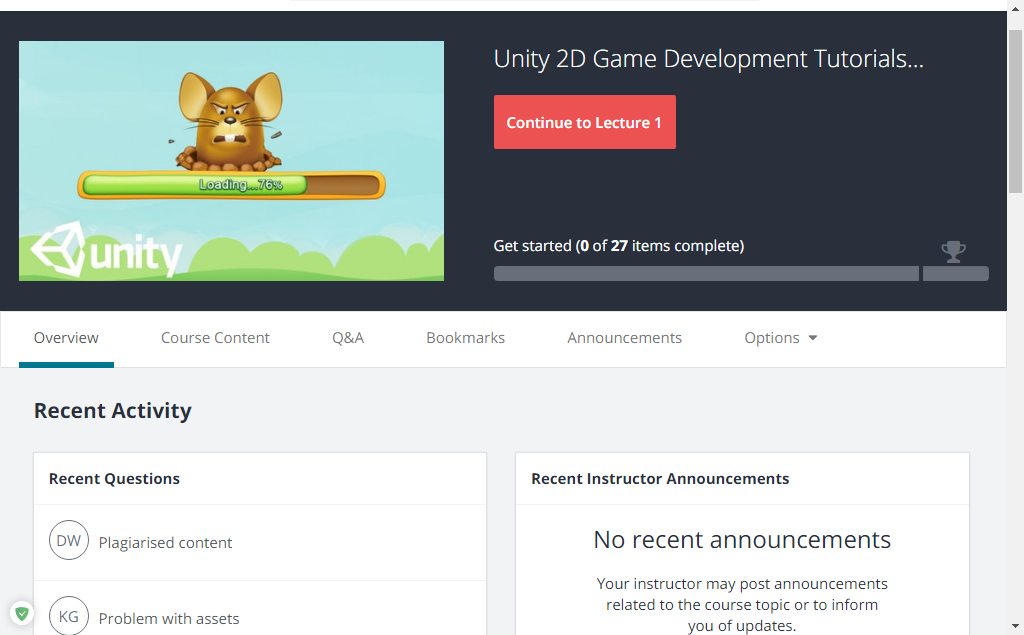 Unity 2D Game Development Tutorials...
Continue to Lecture 1
Loading...76%
unity
Get started (0 of 27 items complete)
Overview
Course Content
Q&A
Bookmarks
Announcements
Options
Recent Activity
Recent Questions
DW
Plagiarised content
KG
Problem with assets
Recent Instructor Announcements
No recent announcements
Your instructor may post announcements
related to the course topic or to inform
you of updates.